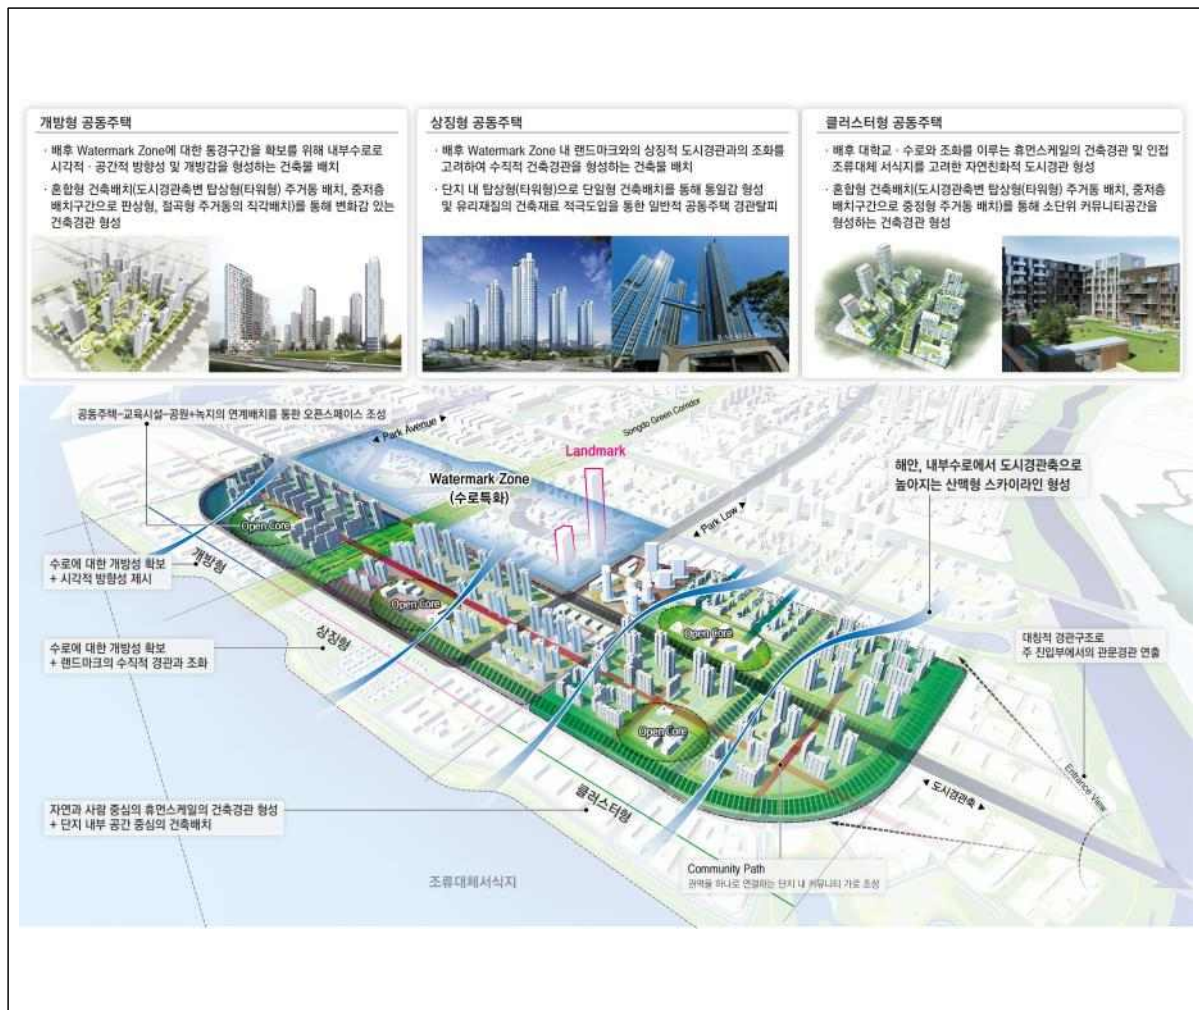 개방형 공동주택
· 배후 Watermark Zone에 대한 통경구간을 확보를 위해 내부수로로
시각적 · 공간적 방향성 및 개방감을 형성하는 건축물 배치
· 혼합형 건축배치(도시경관축변 탑상형(타워형) 주거동 배치, 중저층
배치구간으로 판상형, 절곡형 주거동의 직각배치)를 통해 변화감 있는
건축경관 형성
상징형 공동주택
· 배후 Watermark Zone 내 랜드마크와의 상징적 도시경관과의 조화를
고려하여 수직적 건축경관을 형성하는 건축물 배치
· 단지 내 탑상형(타워형)으로 단일형 건축배치를 통해 통일감 형성
및 유리재질의 건축재료 적극도입을 통한 일반적 공동주택 경관탈피
클러스터형 공동주택
· 배후 대학교 · 수로와 조화를 이루는 휴먼스케일의 건축경관 및 인접
조류대체 서식지를 고려한 자연친화적 도시경관 형성
· 혼합형 건축배치(도시경관축변 탑상형(타워형) 주거동 배치, 중저층
배치구간으로 중정형 주거동 배치)를 통해 소단위 커뮤니티공간을
형성하는 건축경관 형성
공동주택-교육시설-공원+녹지의 연계배치를 통한 오픈스페이스 조성
◀ Park Avenue ▶
Songdo Green Corridor
Landmark
Watermark Zone
(수로특화)
해안, 내부수로에서 도시경관축으로
높아지는 산맥형 스카이라인 형성
◀ Park Low ▶
Open Core
개방형
수로에 대한 개방성 확보
+ 시각적 방향성 제시
Open Core
상징형
Open Core
수로에 대한 개방성 확보
+ 랜드마크의 수직적 경관과 조화
대칭적 경관구조로
주 진입부에서의 관문경관 연출
Open Core
Entrance View
◀ 도시경관축 ▶
자연과 사람 중심의 휴먼스케일의 건축경관 형성
+ 단지 내부 공간 중심의 건축배치
클러스터형
Community Path
권역을 하나로 연결하는 단지 내 커뮤니티 가로 조성
조류대체서식지